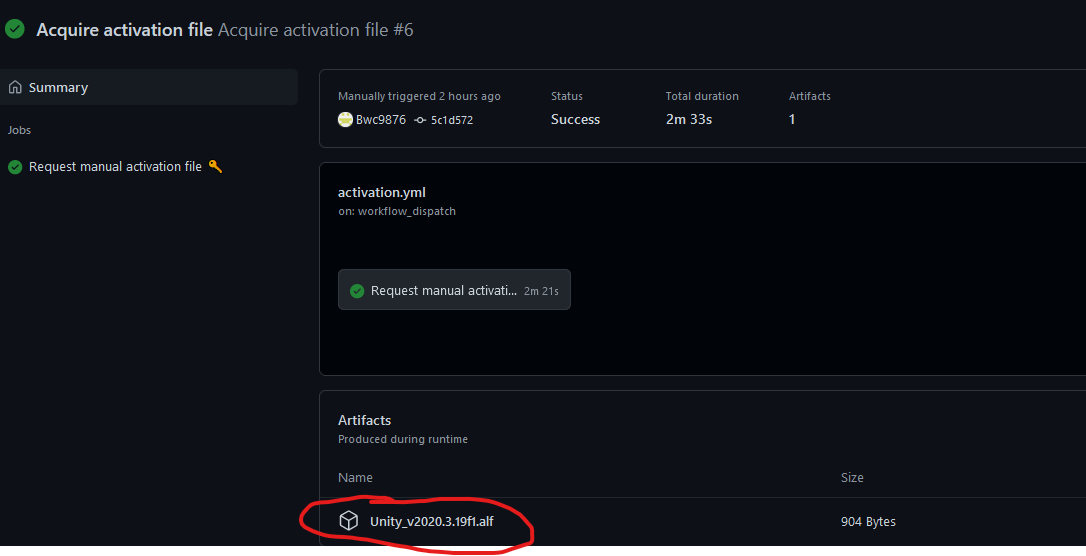 Acquire activation file Acquire activation file #6
Summary
Jobs
Request manual activation file
Manually triggered 2 hours ago
Bwc9876 5c1d572
Status
Success
Total duration
2m 33s
Artifacts
1
activation.yml
on: workflow_dispatch
Request manual activati... 2m 21s
Artifacts
Produced during runtime
Name Size
Unity_v2020.3.19f1.alf 904 Bytes